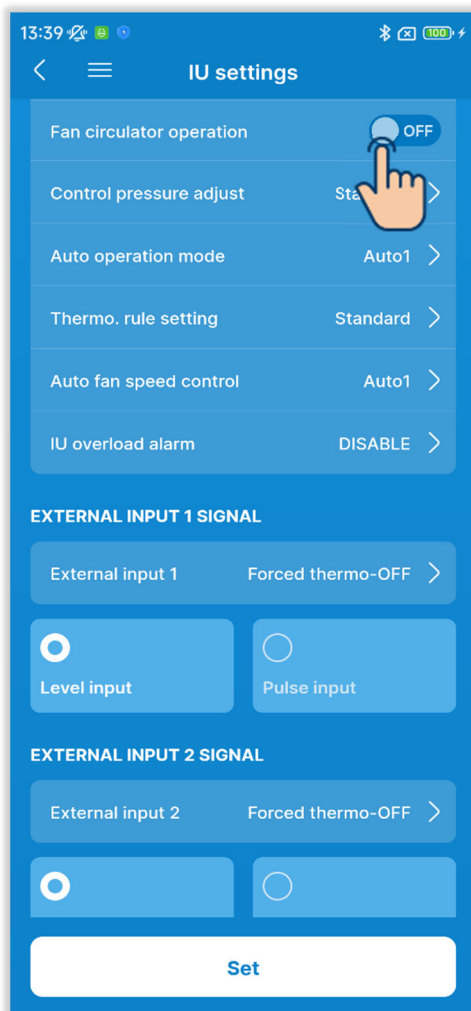 13:39 100
IU settings
Fan circulator operation OFF
Control pressure adjust
Auto operation mode Auto1
Thermo. rule setting Standard
Auto fan speed control Auto1
IU overload alarm DISABLE
EXTERNAL INPUT 1 SIGNAL
External input 1 Forced thermo-OFF
Level input Pulse input
EXTERNAL INPUT 2 SIGNAL
External input 2 Forced thermo-OFF
Set